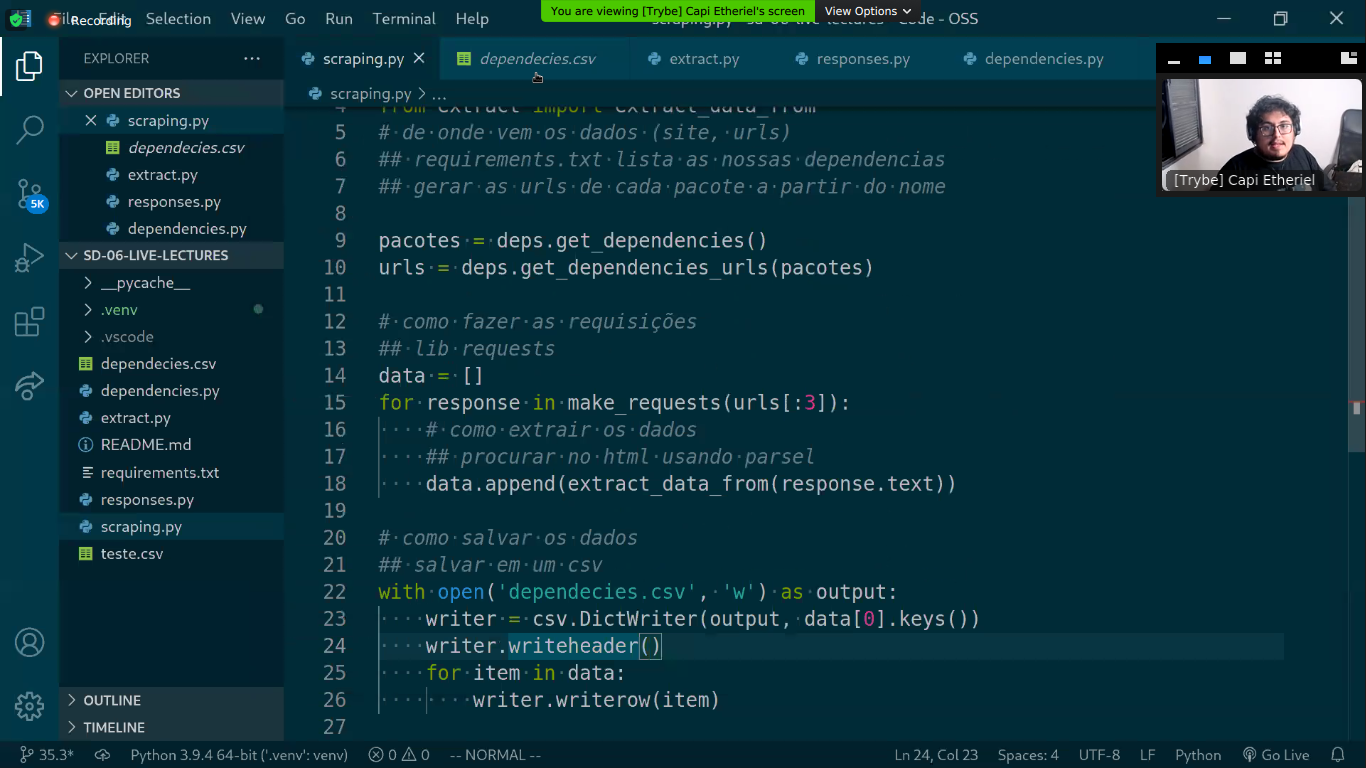 Recording
File Edit Selection View Go Run Terminal Help
You are viewing [Trybe] Capi Etheriel's screen
View Options
scraping.py - sd-06-live-lectures - Code - OSS
EXPLORER
scraping.py
dependecies.csv
extract.py
responses.py
dependencies.py
scraping.py > ...
OPEN EDITORS
scraping.py
dependecies.csv
extract.py
responses.py
dependencies.py
SD-06-LIVE-LECTURES
__pycache__
.venv
.vscode
dependecies.csv
dependencies.py
extract.py
README.md
requirements.txt
responses.py
scraping.py
teste.csv
OUTLINE
TIMELINE
5K
4 from extract import extract_data_from
5 # de onde vem os dados (site, urls)
6 ## requirements.txt lista as nossas dependencias
7 ## gerar as urls de cada pacote a partir do nome
8
9 pacotes = deps.get_dependencies()
10 urls = deps.get_dependencies_urls(pacotes)
11
12 # como fazer as requisições
13 ## lib requests
14 data = []
15 for response in make_requests(urls[:3]):
16     # como extrair os dados
17     ## procurar no html usando parsel
18     data.append(extract_data_from(response.text))
19
20 # como salvar os dados
21 ## salvar em um csv
22 with open('dependecies.csv', 'w') as output:
23     writer = csv.DictWriter(output, data[0].keys())
24     writer.writeheader()
25     for item in data:
26         writer.writerow(item)
27
[Trybe] Capi Etheriel
35.3* Python 3.9.4 64-bit ('.venv': venv) 0 0 -- NORMAL -- Ln 24, Col 23 Spaces: 4 UTF-8 LF Python Go Live